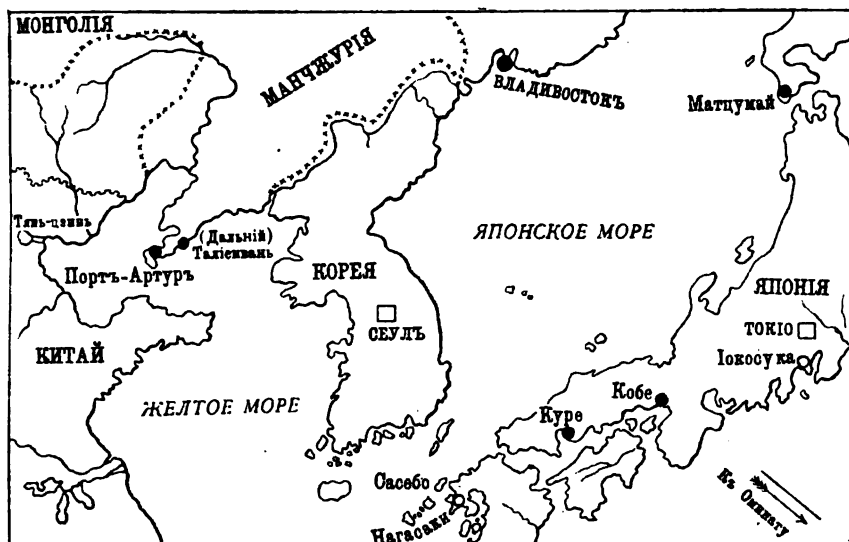 МОНГОЛІЯ
МАНЧЖУРІЯ
ВЛАДИВОСТОКЪ
Матцумай
Тянь-цзинь
(Дальній)
Таліенвань
Портъ-Артуръ
ЯПОНСКОЕ МОРЕ
КОРЕЯ
СЕУЛЪ
ЯПОНІЯ
ТОКІО
Іокосука
КИТАЙ
ЖЕЛТОЕ МОРЕ
Кобе
Куре
Сасебо
Нагасаки
Къ Оминату